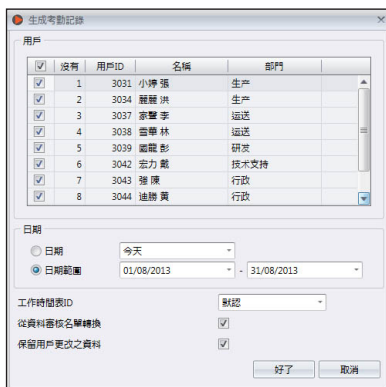 生成考勤記錄
用戶
沒有 用戶ID 名稱 部門
1 3031 小婷 張 生产
2 3034 麗麗 洪 生产
3 3037 家聲 李 运送
4 3038 雪華 林 运送
5 3039 國龍 彭 研发
6 3042 宏力 戴 技术支持
7 3043 強 陳 行政
8 3044 迪勝 黃 行政
日期
日期 今天
日期範圍 01/08/2013 - 31/08/2013
工作時間表ID 默認
從資料審核名單轉換
保留用戶更改之資料
好了 取消